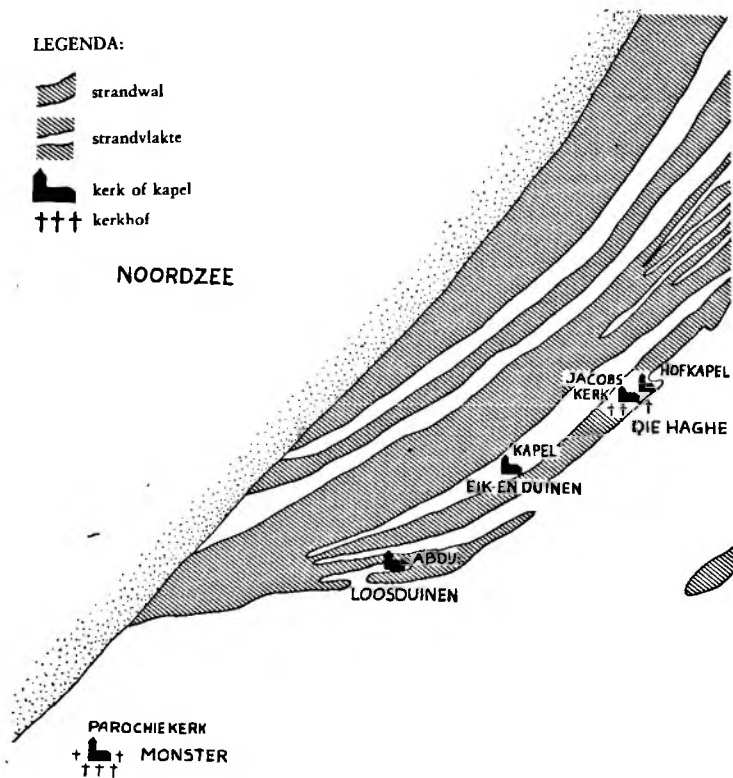 LEGENDA:
strandwal
strandvlakte
kerk of kapel
kerkhof
NOORDZEE
HOFKAPEL
JACOBS
KERK
DIE HAGHE
KAPEL
EIK EN DUINEN
ABDIJ
LOOSDUINEN
PAROCHIEKERK
MONSTER